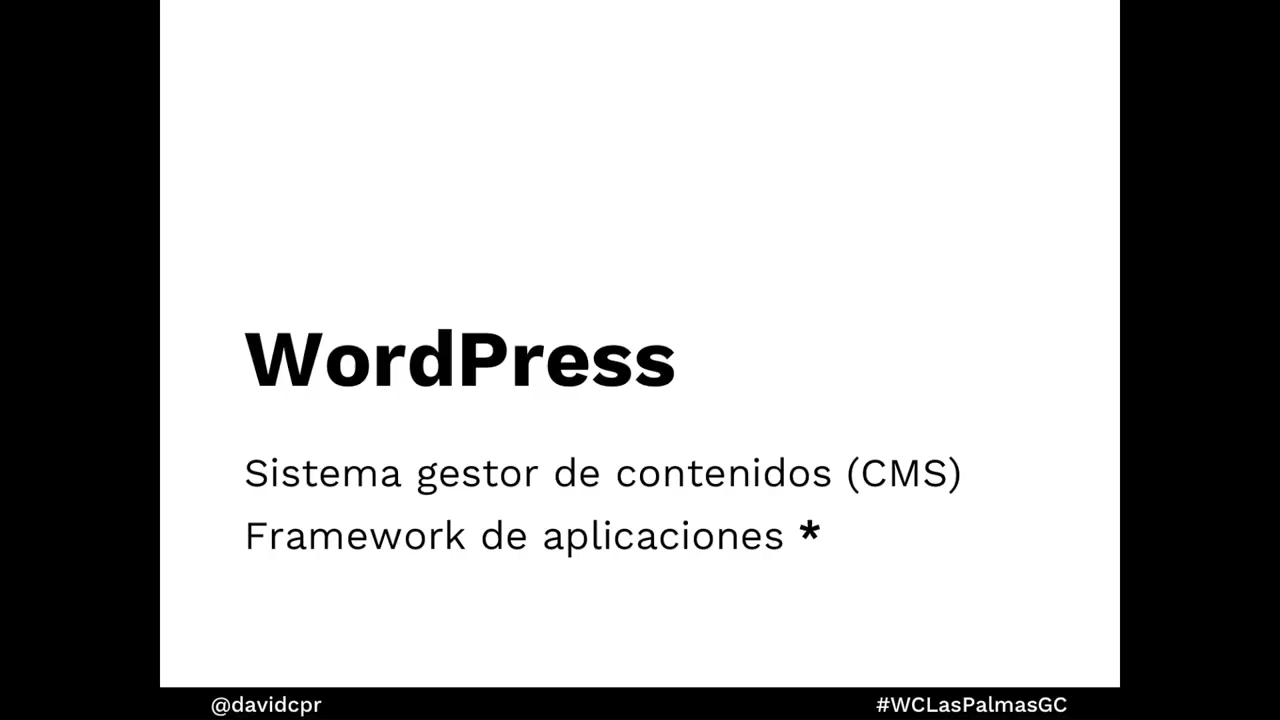 WordPress
Sistema gestor de contenidos (CMS)
Framework de aplicaciones *
@davidcpr
#WCLasPalmasGC